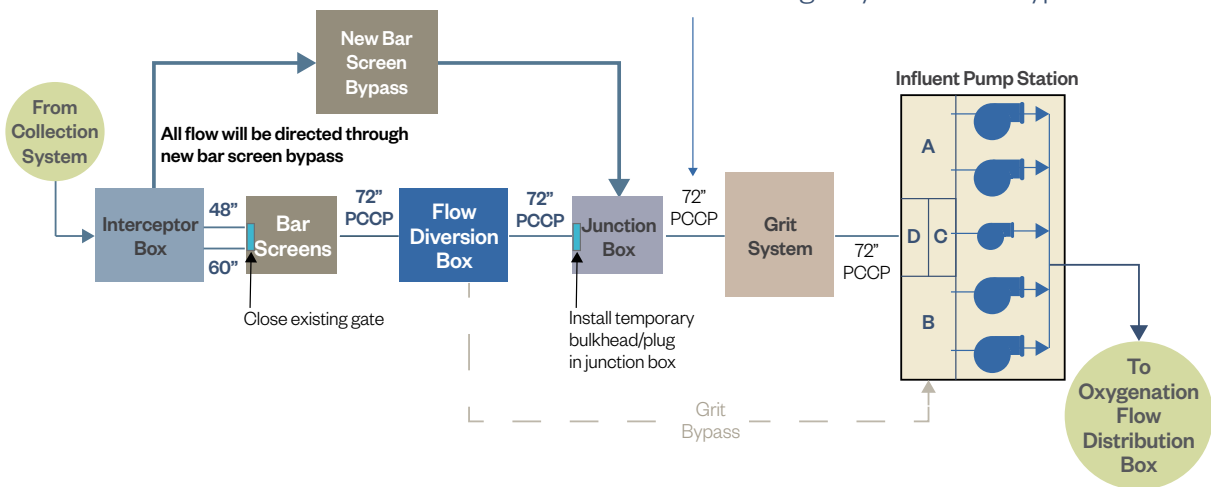 New Bar
Screen
Bypass
Influent Pump Station
From
Collection
System
All flow will be directed through
new bar screen bypass
Interceptor
Box
48”
60”
Bar
Screens
72”
PCCP
Flow
Diversion
Box
72”
PCCP
Junction
Box
72”
PCCP
Grit
System
72”
PCCP
A
D
C
B
Close existing gate
Install temporary
bulkhead/plug
in junction box
Grit
Bypass
To
Oxygenation
Flow
Distribution
Box